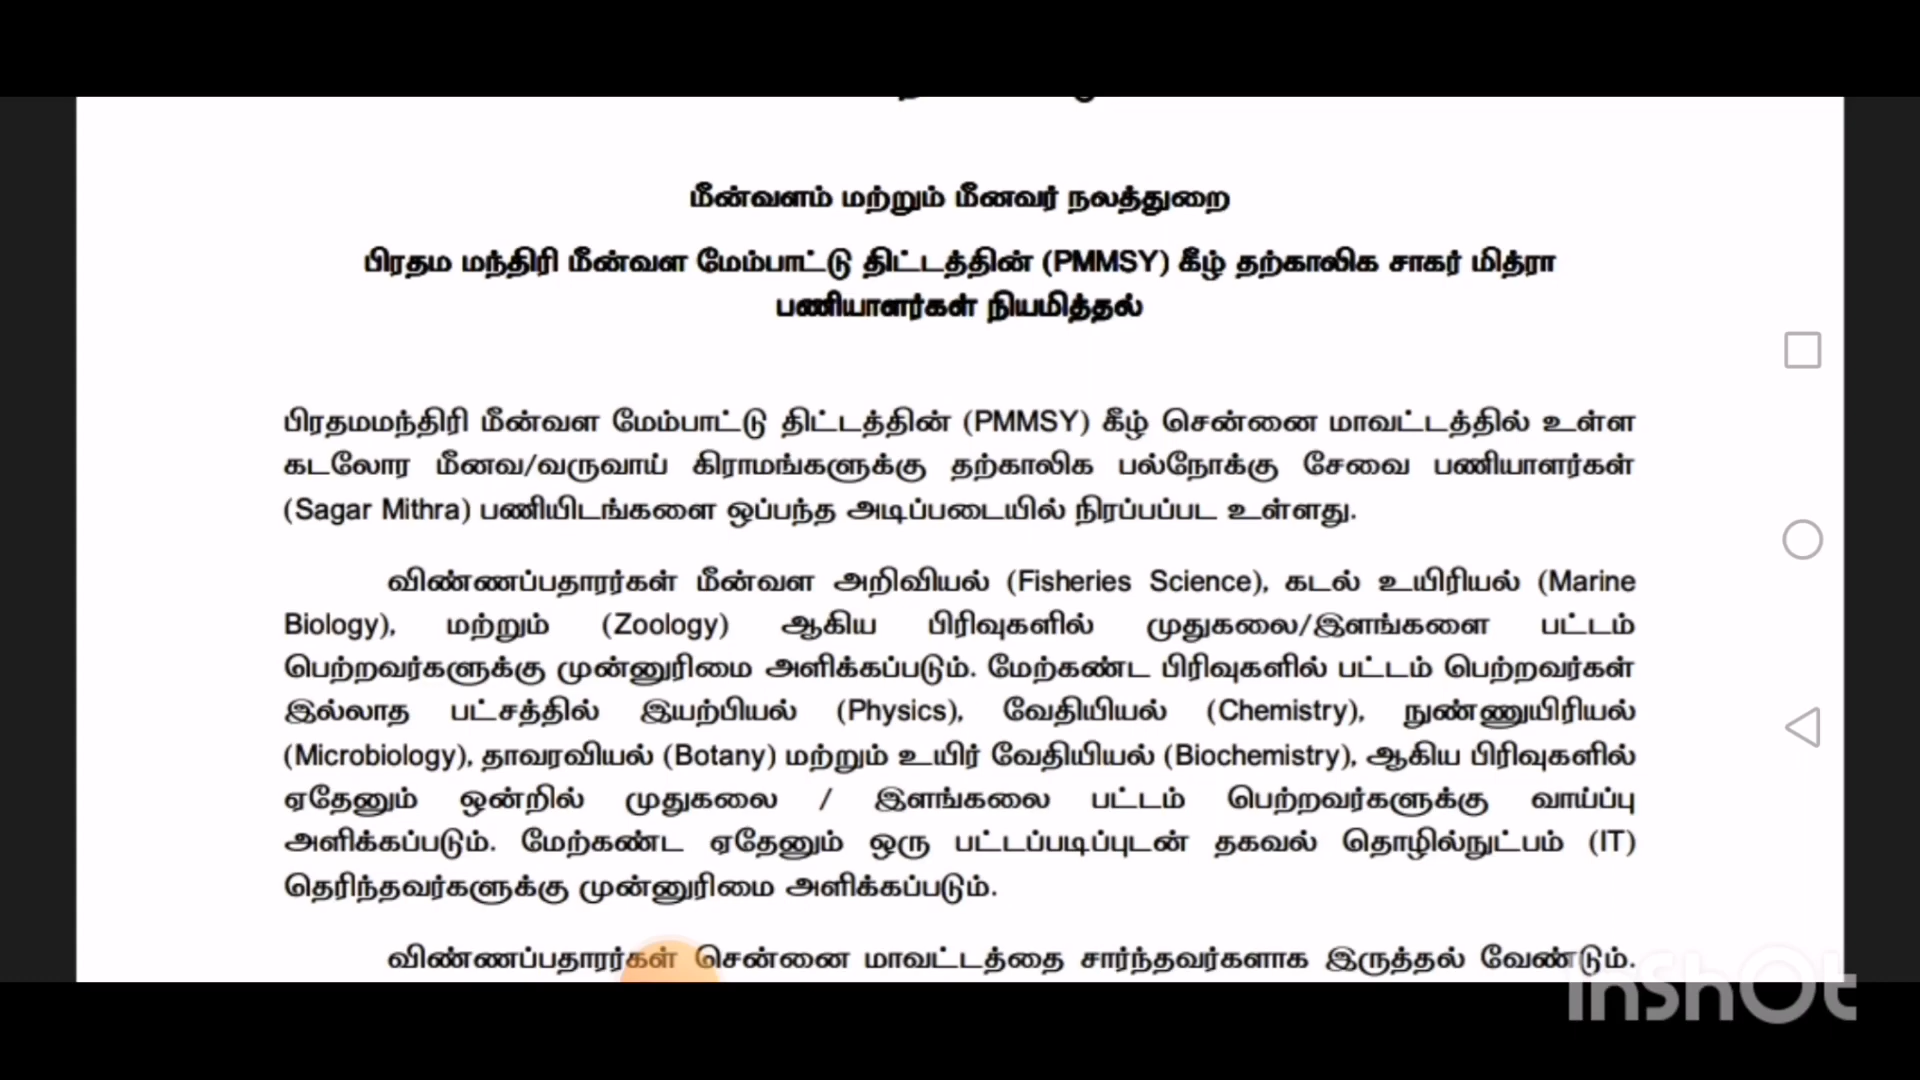 மீன்வளம் மற்றும் மீனவர் நலத்துறை
பிரதம மந்திரி மீன்வள மேம்பாட்டு திட்டத்தின் (PMMSY) கீழ் தற்காலிக சாகர் மித்ரா
பணியாளர்கள் நியமித்தல்
பிரதமமந்திரி மீன்வள மேம்பாட்டு திட்டத்தின் (PMMSY) கீழ் சென்னை மாவட்டத்தில் உள்ள
கடலோர மீனவ/வருவாய் கிராமங்களுக்கு தற்காலிக பல்நோக்கு சேவை பணியாளர்கள்
(Sagar Mithra) பணியிடங்களை ஒப்பந்த அடிப்படையில் நிரப்பப்பட உள்ளது.
விண்ணப்பதாரர்கள் மீன்வள அறிவியல் (Fisheries Science), கடல் உயிரியல் (Marine
Biology), மற்றும் (Zoology) ஆகிய பிரிவுகளில் முதுகலை/இளங்களை பட்டம்
பெற்றவர்களுக்கு முன்னுரிமை அளிக்கப்படும். மேற்கண்ட பிரிவுகளில் பட்டம் பெற்றவர்கள்
இல்லாத பட்சத்தில் இயற்பியல் (Physics), வேதியியல் (Chemistry), நுண்ணுயிரியல்
(Microbiology), தாவரவியல் (Botany) மற்றும் உயிர் வேதியியல் (Biochemistry), ஆகிய பிரிவுகளில்
ஏதேனும் ஒன்றில் முதுகலை / இளங்கலை பட்டம் பெற்றவர்களுக்கு வாய்ப்பு
அளிக்கப்படும். மேற்கண்ட ஏதேனும் ஒரு பட்டப்படிப்புடன் தகவல் தொழில்நுட்பம் (IT)
தெரிந்தவர்களுக்கு முன்னுரிமை அளிக்கப்படும்.
விண்ணப்பதாரர்கள் சென்னை மாவட்டத்தை சார்ந்தவர்களாக இருத்தல் வேண்டும்.
InShOt